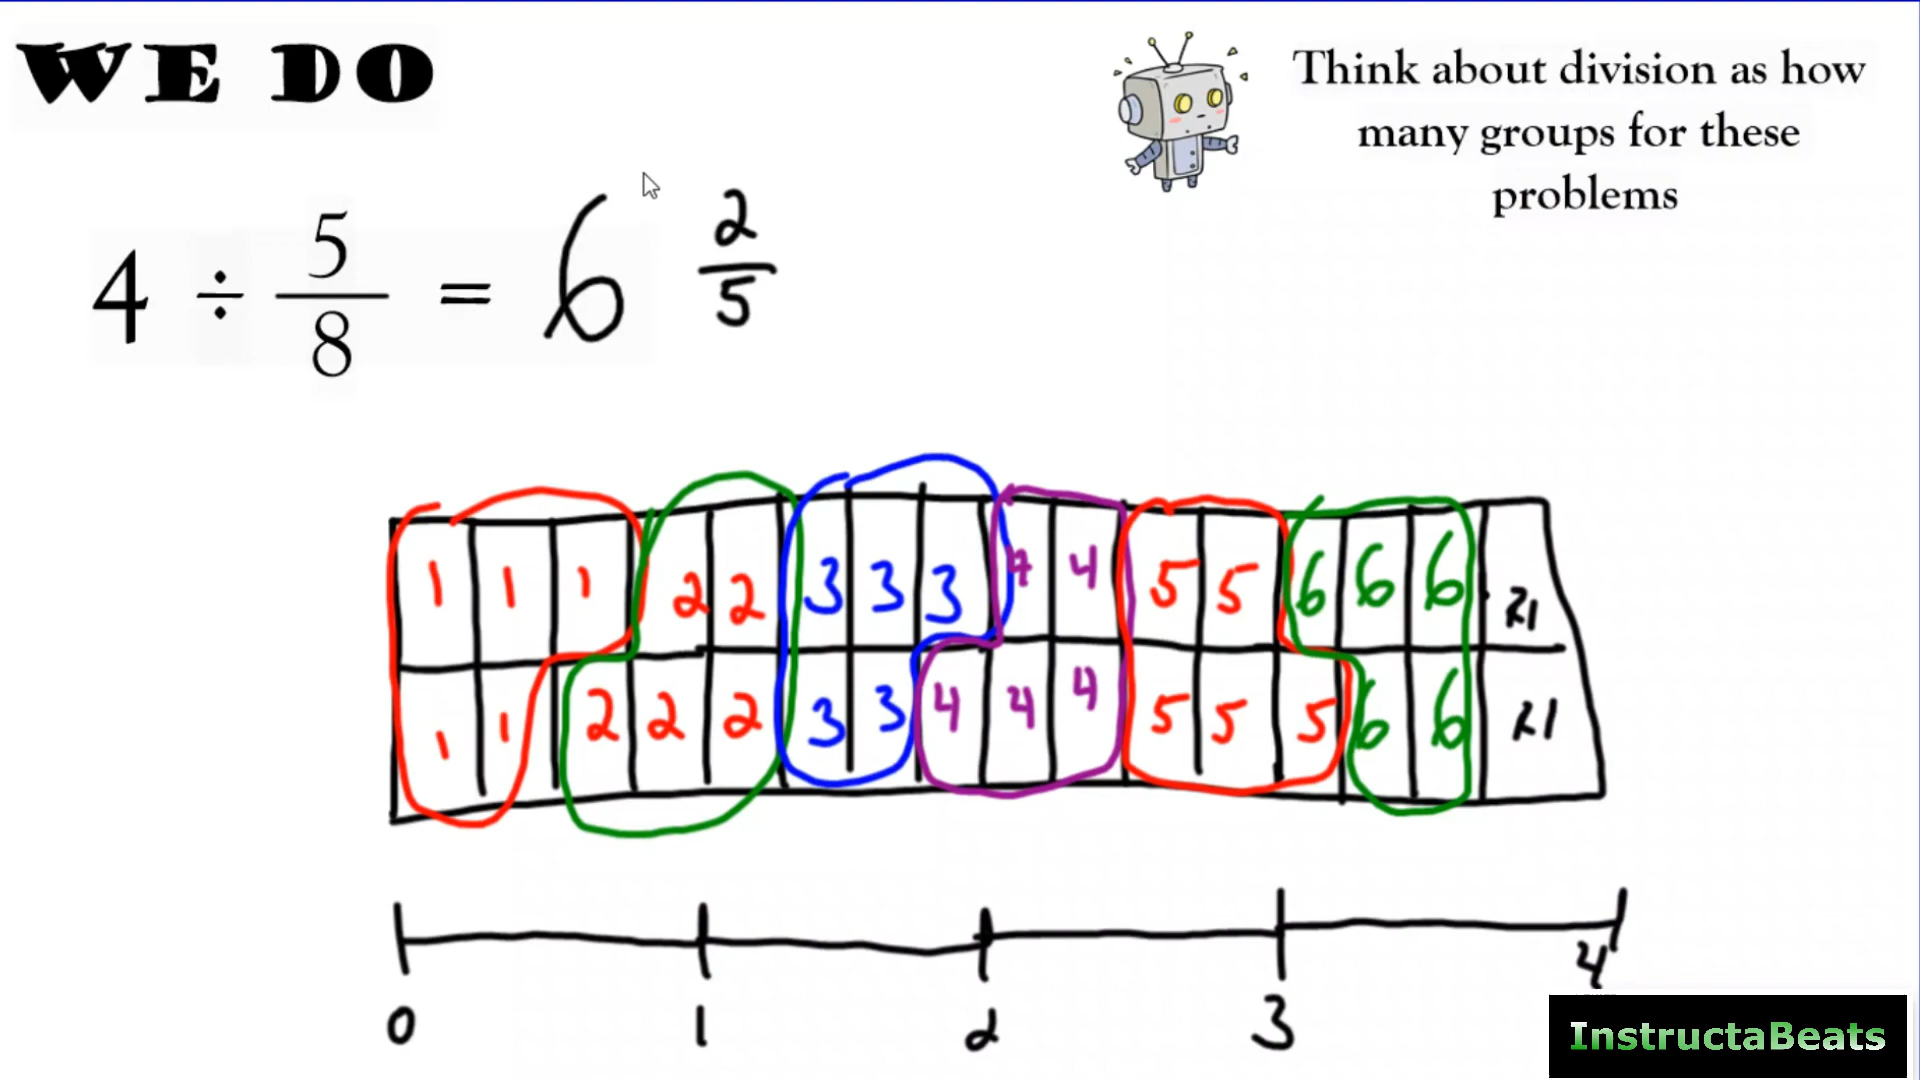 WE DO
Think about division as how
many groups for these
problems
4 ÷ 5/8 = 6 2/5
1 1 1 2 2 3 3 3 4 4 5 5 6 6 6
1 1 2 2 2 3 3 4 4 4 5 5 5 6 6
0 1 2 3 4
InstructaBeats